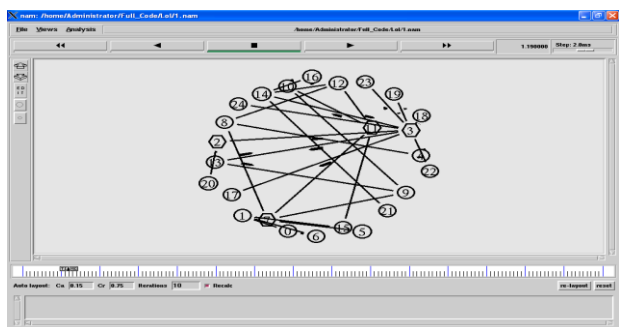 nam: /home/Administrator/Full_Code/Lol/1.nam
File Views Analysis /home/Administrator/Full_Code/Lol/1.nam
1.190000 Step: 2.0ms
16
10 12 23
14 19
24
18
8 3
2
4
13 22
20
17 9
21
1 7
0 6 15 5
Auto layout: Ca 0.15 Cr 0.75 Iterations 10 Recalc re-layout reset